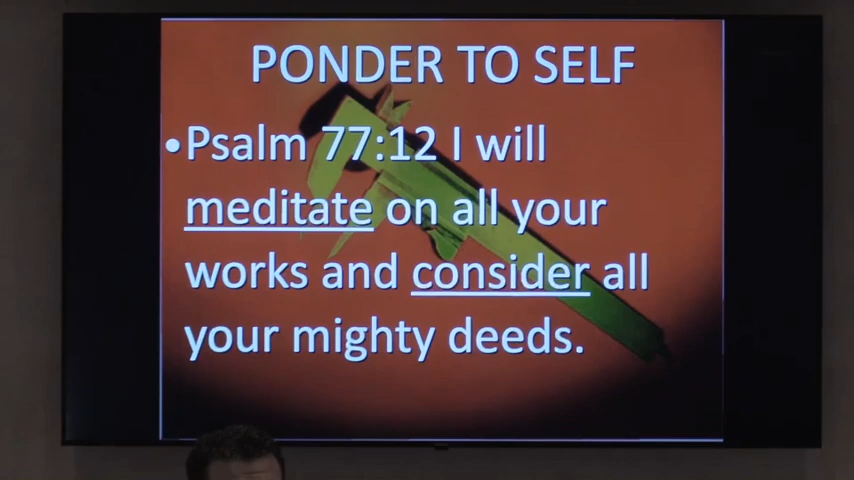 PONDER TO SELF
•Psalm 77:12 I will
meditate on all your
works and consider all
your mighty deeds.